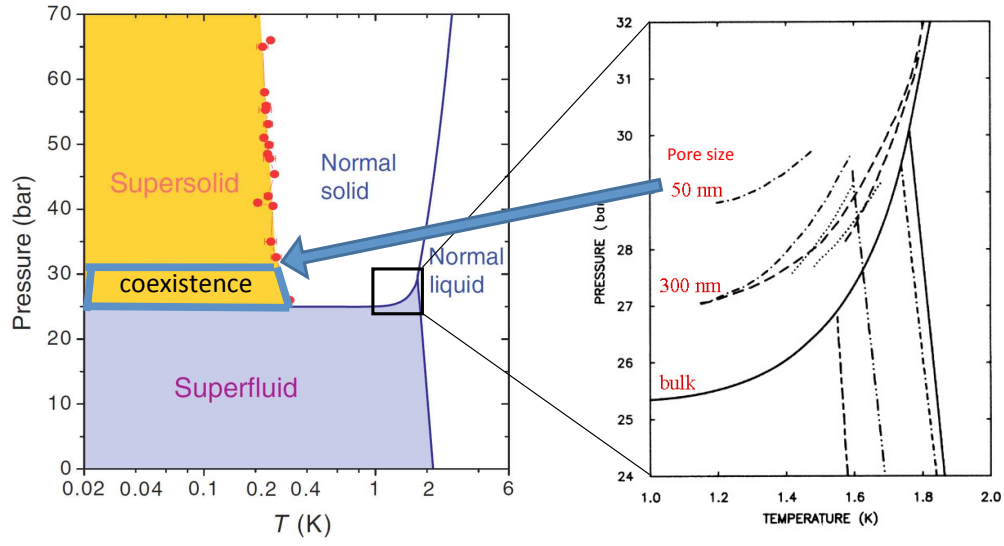 70
60
50
40
30
20
10
0
Pressure (bar)
Supersolid
Normal
solid
Normal
liquid
coexistence
Superfluid
0.02
0.04
0.1
0.2
0.4
1
2
6
T (K)
32
31
30
29
28
27
26
25
24
PRESSURE (bar)
Pore size
50 nm
300 nm
bulk
1.0
1.2
1.4
1.6
1.8
2.0
TEMPERATURE (K)